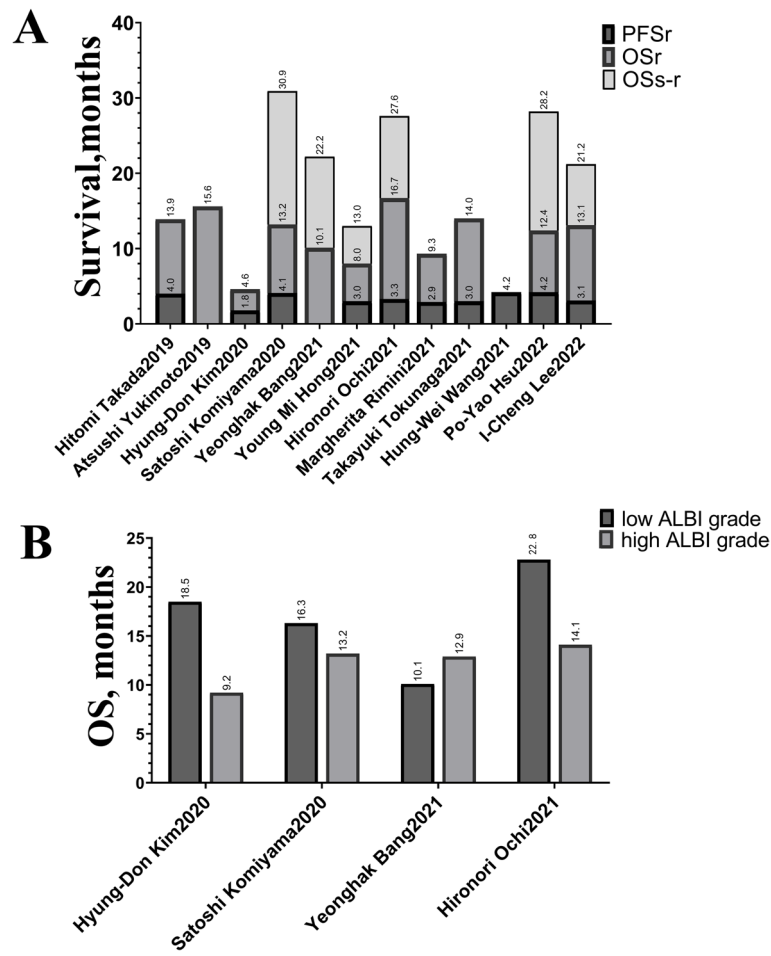 A
Survival,months
40
30
20
10
0
PFSr
OSr
OSs-r
13.9
4.0
15.6
4.6
1.8
30.9
13.2
4.1
22.2
10.1
13.0
8.0
3.0
27.6
16.7
3.3
9.3
2.9
14.0
3.0
4.2
28.2
12.4
4.2
21.2
13.1
3.1
Hitomi Takada2019
Atsushi Yukimoto2019
Hyung-Don Kim2020
Satoshi Komiyama2020
Yeonghak Bang2021
Young Mi Hong2021
Hironori Ochi2021
Margherita Rimini2021
Takayuki Tokunaga2021
Hung-Wei Wang2021
Po-Yao Hsu2022
I-Cheng Lee2022
B
OS, months
25
20
15
10
5
0
low ALBI grade
high ALBI grade
18.5
9.2
16.3
13.2
10.1
12.9
22.8
14.1
Hyung-Don Kim2020
Satoshi Komiyama2020
Yeonghak Bang2021
Hironori Ochi2021